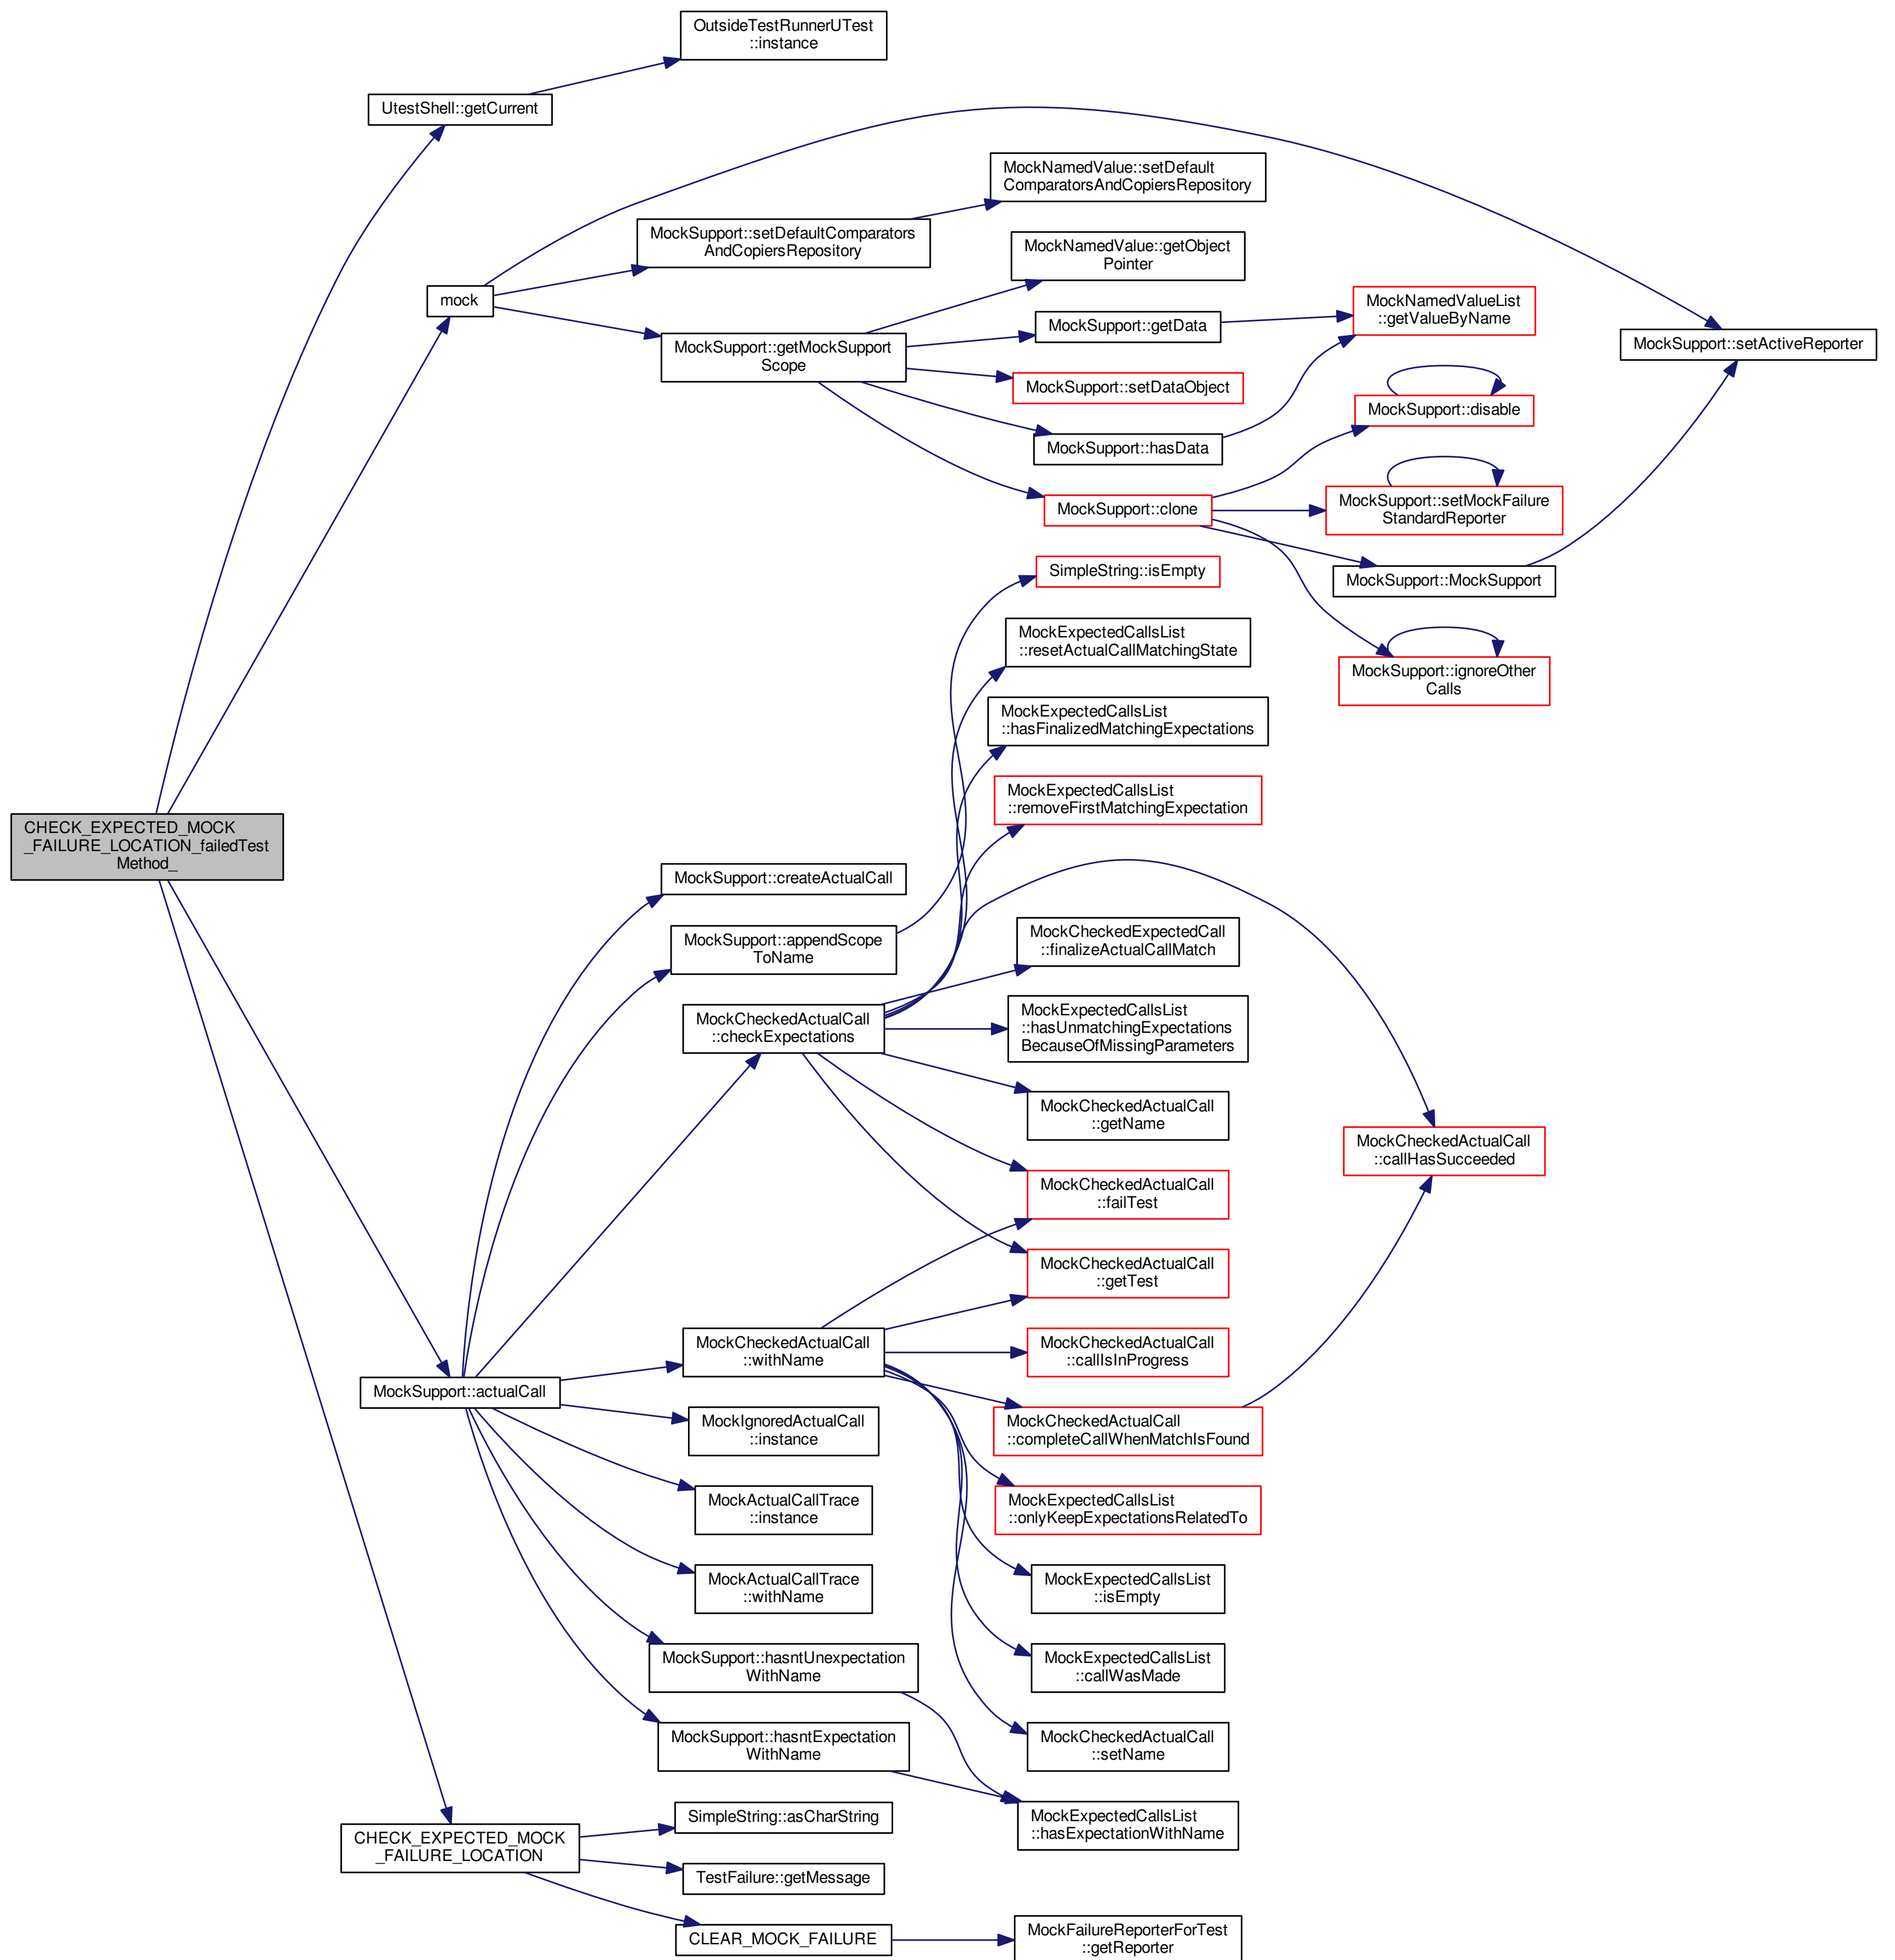 OutsideTestRunnerUTest
::instance
UtestShell::getCurrent
MockNamedValue::setDefault
ComparatorsAndCopiersRepository
MockSupport::setDefaultComparators
AndCopiersRepository
MockNamedValue::getObject
Pointer
mock
MockNamedValueList
::getValueByName
MockSupport::getData
MockSupport::setActiveReporter
MockSupport::getMockSupport
Scope
MockSupport::setDataObject
MockSupport::disable
MockSupport::hasData
MockSupport::clone
MockSupport::setMockFailure
StandardReporter
SimpleString::isEmpty
MockSupport::MockSupport
MockExpectedCallsList
::resetActualCallMatchingState
MockSupport::ignoreOther
Calls
MockExpectedCallsList
::hasFinalizedMatchingExpectations
MockExpectedCallsList
::removeFirstMatchingExpectation
CHECK_EXPECTED_MOCK
_FAILURE_LOCATION_failedTest
Method_
MockSupport::createActualCall
MockSupport::appendScope
ToName
MockCheckedExpectedCall
::finalizeActualCallMatch
MockCheckedActualCall
::checkExpectations
MockExpectedCallsList
::hasUnmatchingExpectations
BecauseOfMissingParameters
MockCheckedActualCall
::getName
MockCheckedActualCall
::callHasSucceeded
MockCheckedActualCall
::failTest
MockCheckedActualCall
::getTest
MockCheckedActualCall
::withName
MockCheckedActualCall
::callIsInProgress
MockSupport::actualCall
MockIgnoredActualCall
::instance
MockCheckedActualCall
::completeCallWhenMatchIsFound
MockActualCallTrace
::instance
MockExpectedCallsList
::onlyKeepExpectationsRelatedTo
MockActualCallTrace
::withName
MockExpectedCallsList
::isEmpty
MockSupport::hasntUnexpectation
WithName
MockExpectedCallsList
::callWasMade
MockSupport::hasntExpectation
WithName
MockCheckedActualCall
::setName
SimpleString::asCharString
MockExpectedCallsList
::hasExpectationWithName
CHECK_EXPECTED_MOCK
_FAILURE_LOCATION
TestFailure::getMessage
CLEAR_MOCK_FAILURE
MockFailureReporterForTest
::getReporter